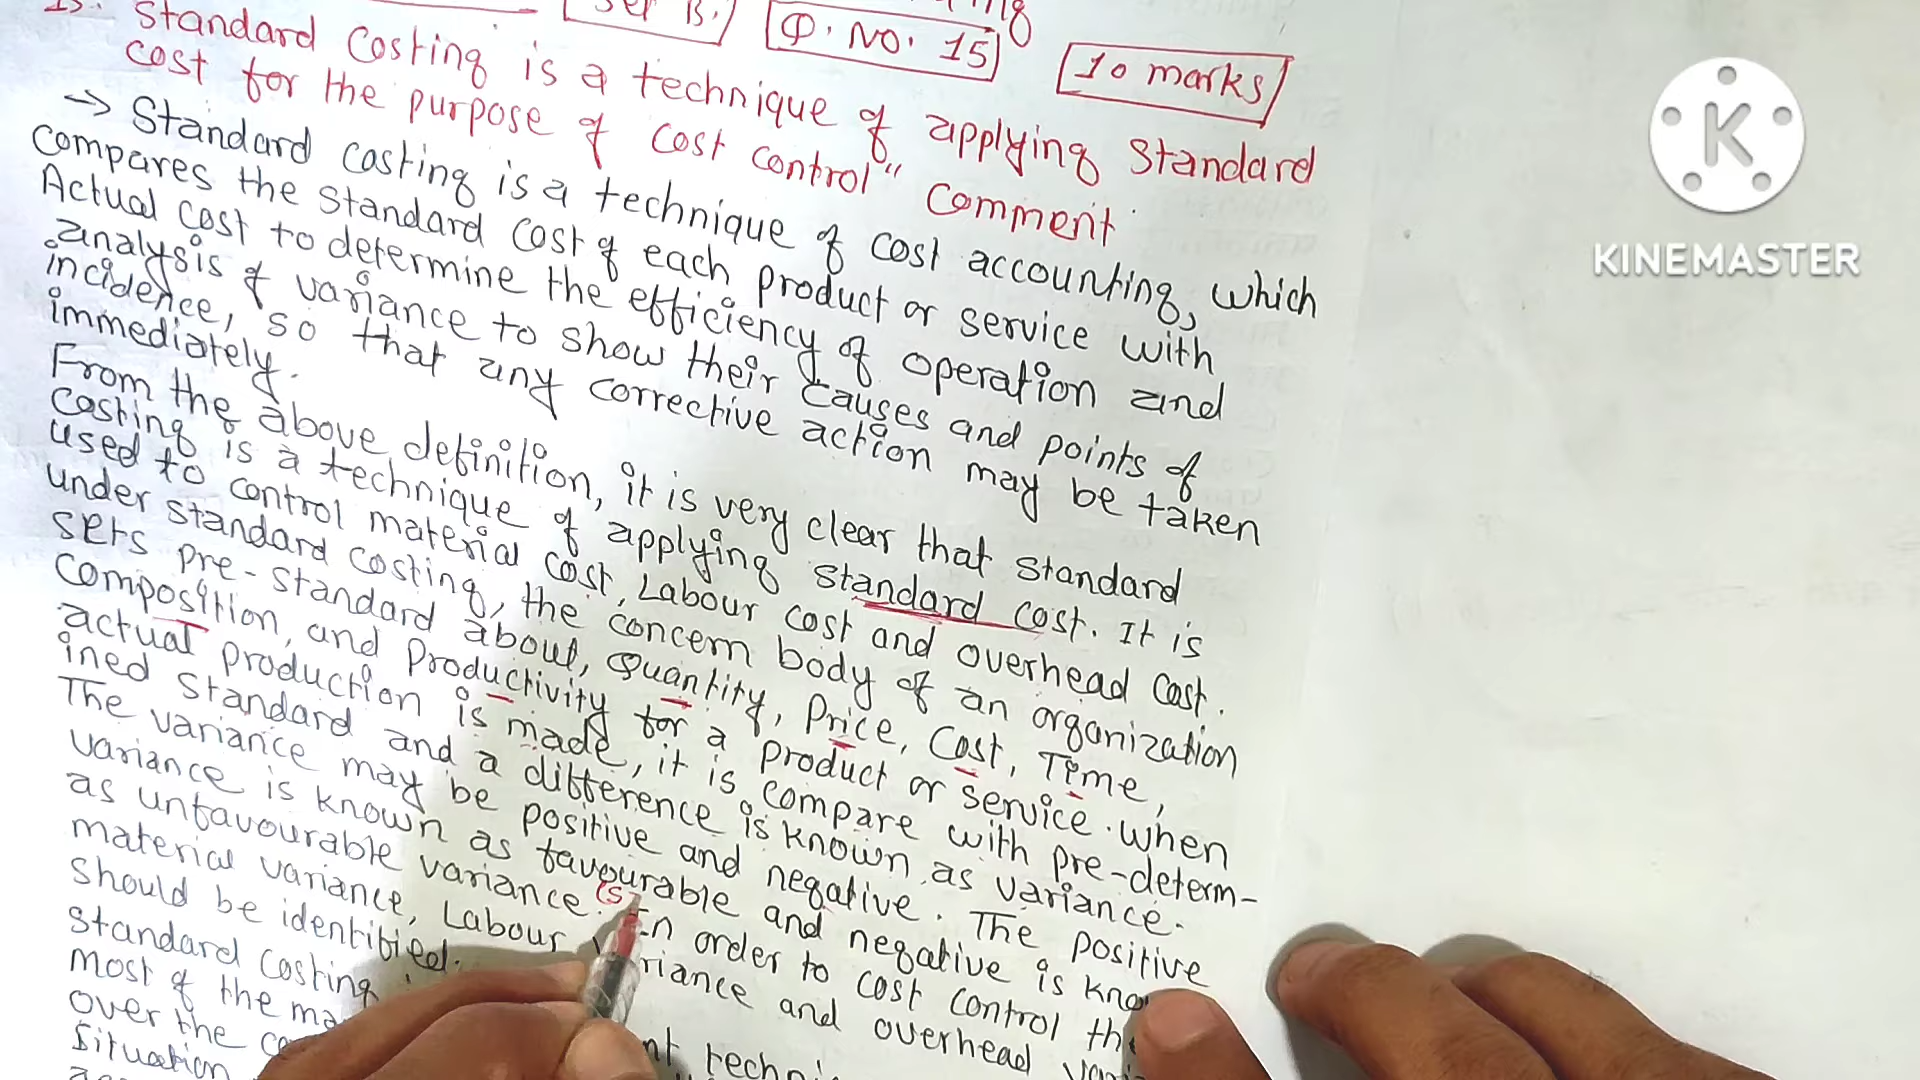 Set B.
Q. NO. 15
10 marks
Standard Costing is a technique of applying Standard
cost for the purpose of cost control" Comment
-> Standard costing is a technique of cost accounting, which
compares the standard cost of each product or service with
Actual cost to determine the efficiency of operation and
analysis of variance to show their causes and points of
incidence, so that any corrective action may be taken
immediately.
From the above definition, it is very clear that standard
costing is a technique of applying standard cost. It is
used to control material cost, Labour cost and overhead cost.
under standard costing, the concern body of an organization
sets pre-standard about, Quantity, Price, Cost, Time,
composition, and Productivity for a product or service. When
actual production is made, it is compare with pre-determ-
ined standard and a difference is known as variance.
The variance may be positive and negative. The positive
variance is known as favourable and negative is kno
as unfavourable variance. In order to cost control the
material variance, Labour riance and overhead vari
should be identified.
standard costing nt techni
most of the ma
over the
Situation
KINEMASTER